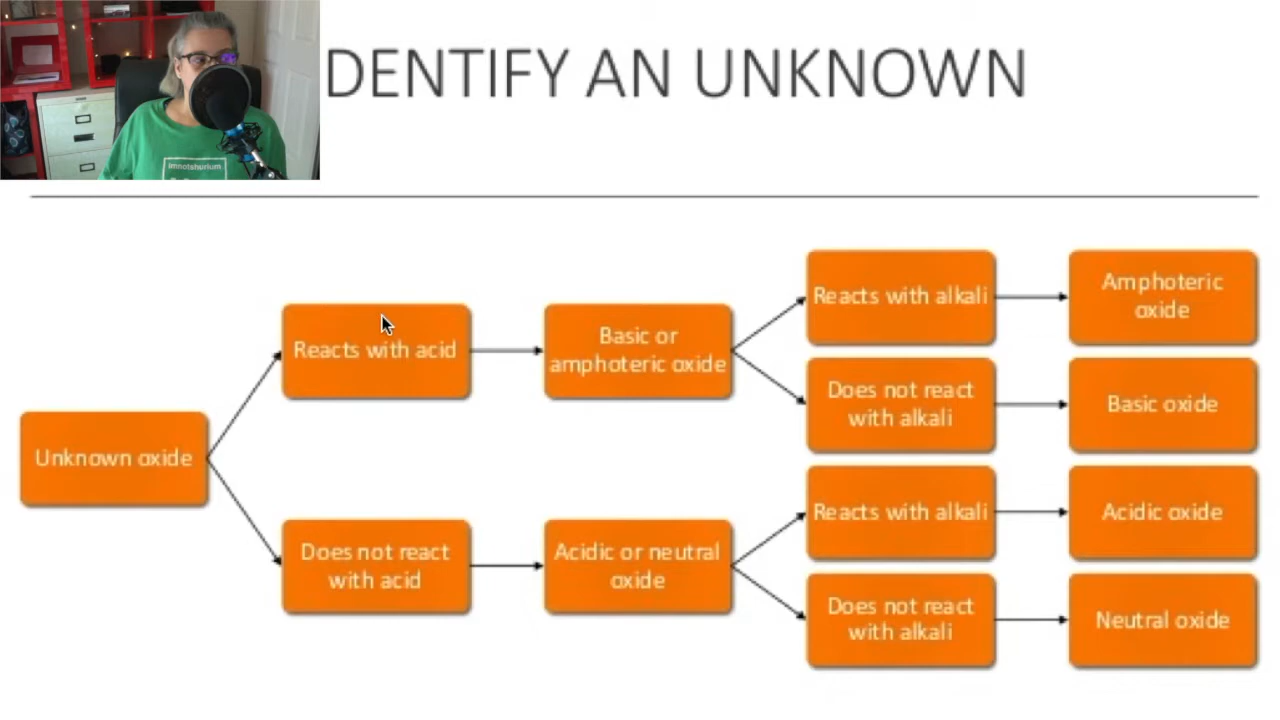 DENTIFY AN UNKNOWN
imnotshurium
Unknown oxide
Reacts with acid
Does not react
with acid
Basic or
amphoteric oxide
Acidic or neutral
oxide
Reacts with alkali
Does not react
with alkali
Reacts with alkali
Does not react
with alkali
Amphoteric
oxide
Basic oxide
Acidic oxide
Neutral oxide